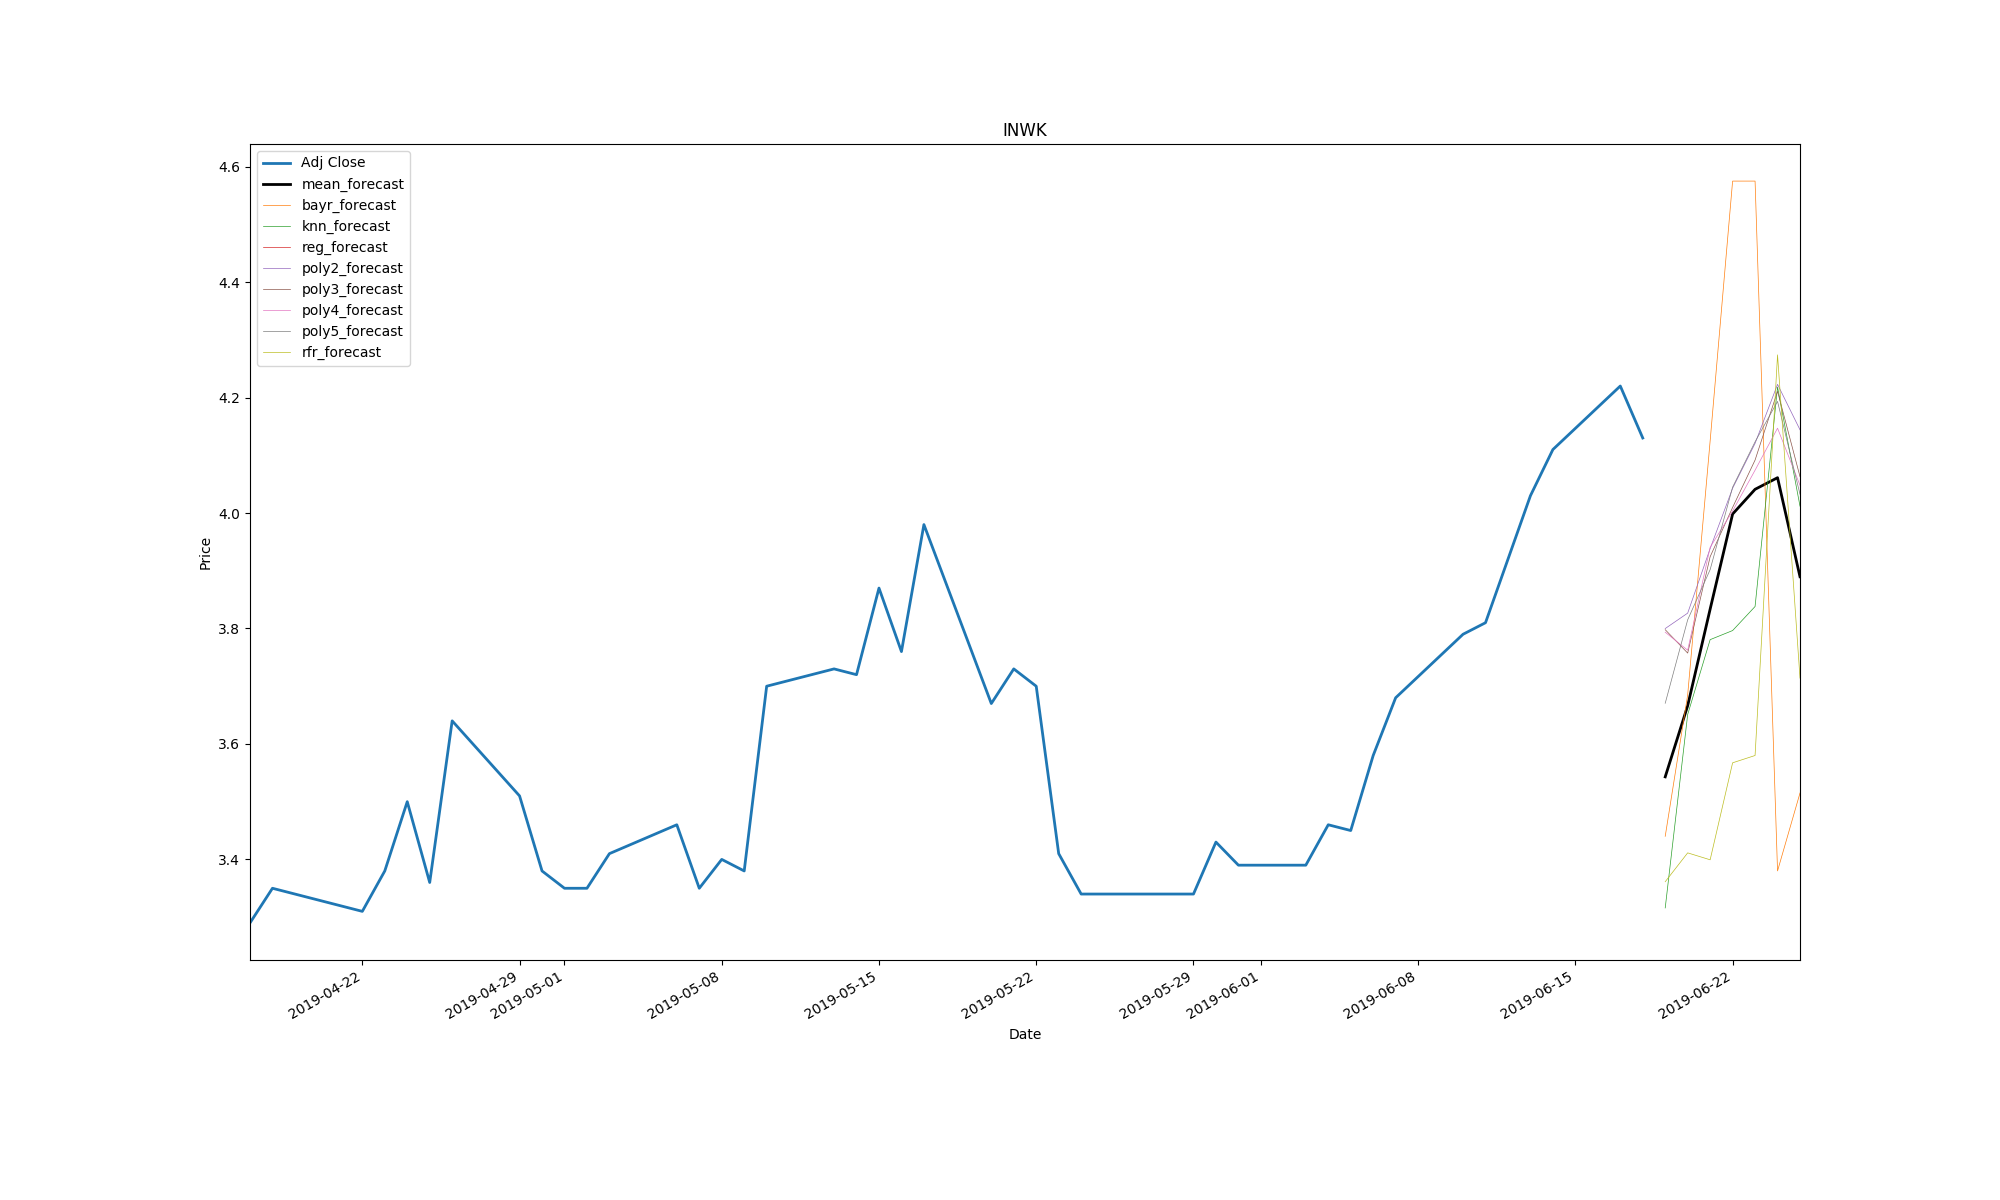 INWK
4.6
4.4
4.2
4.0
3.8
3.6
3.4
Price
Adj Close
mean_forecast
bayr_forecast
knn_forecast
reg_forecast
poly2_forecast
poly3_forecast
poly4_forecast
poly5_forecast
rfr_forecast
2019-04-22
2019-04-29
2019-05-01
2019-05-08
2019-05-15
2019-05-22
2019-05-29
2019-06-01
2019-06-08
2019-06-15
2019-06-22
Date